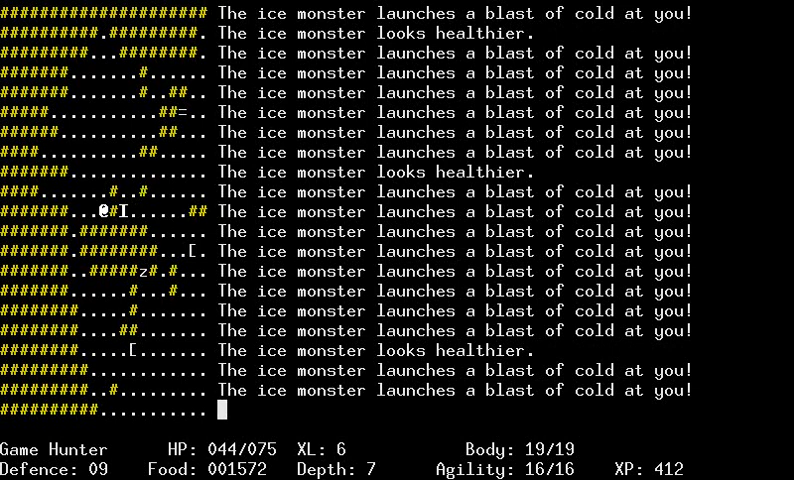 ##################### The ice monster launches a blast of cold at you!
##########.#########. The ice monster looks healthier.
#########...########. The ice monster launches a blast of cold at you!
#######.......#...... The ice monster launches a blast of cold at you!
#######.......#..##.. The ice monster launches a blast of cold at you!
#####...........##=.. The ice monster launches a blast of cold at you!
######..........##... The ice monster launches a blast of cold at you!
####..........##..... The ice monster launches a blast of cold at you!
#######.............. The ice monster looks healthier.
####.......#..#...... The ice monster launches a blast of cold at you!
#######...@#I......## The ice monster launches a blast of cold at you!
#######.#######...... The ice monster launches a blast of cold at you!
#######.########...[. The ice monster launches a blast of cold at you!
#######..#####z#.#... The ice monster launches a blast of cold at you!
#######......#...#... The ice monster launches a blast of cold at you!
########.....#....... The ice monster launches a blast of cold at you!
########....##....... The ice monster launches a blast of cold at you!
########.....[....... The ice monster looks healthier.
#########............ The ice monster launches a blast of cold at you!
#########..#......... The ice monster launches a blast of cold at you!
##########...........
Game Hunter HP: 044/075 XL: 6 Body: 19/19
Defence: 09 Food: 001572 Depth: 7 Agility: 16/16 XP: 412